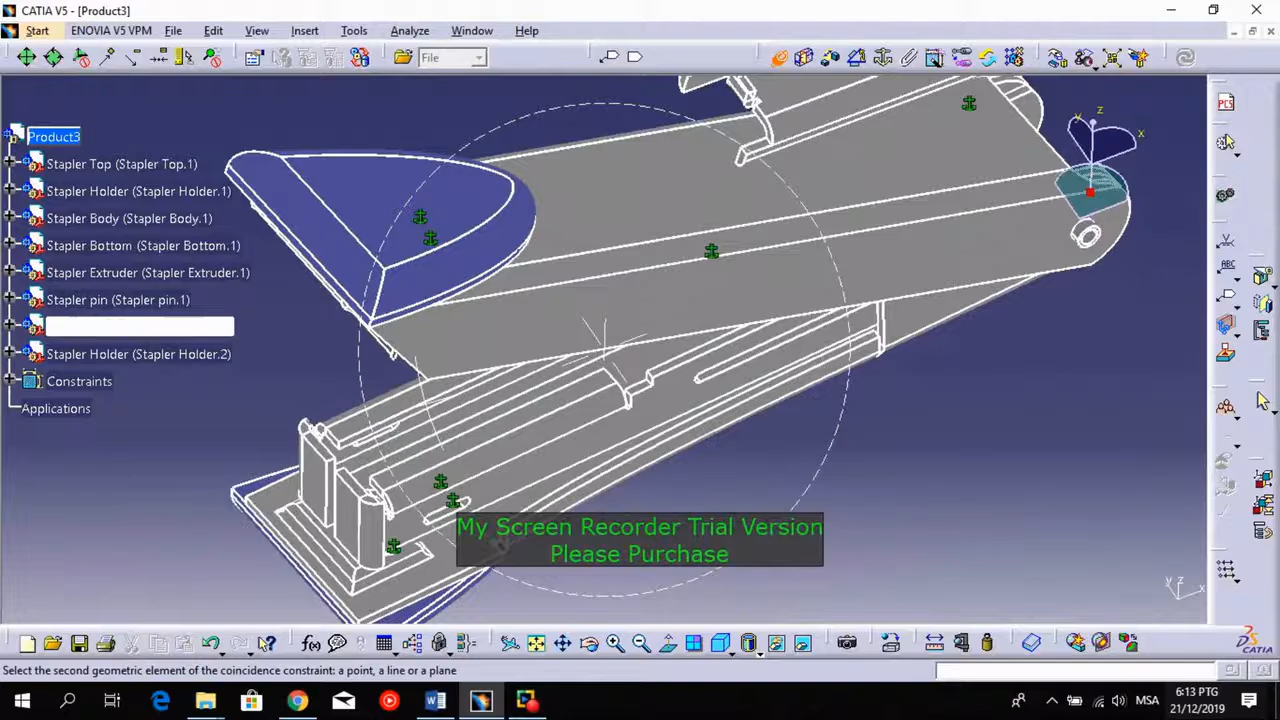 CATIA V5 - [Product3]
Start ENOVIA V5 VPM File Edit View Insert Tools Analyze Window Help
File
PCS
Product3
Stapler Top (Stapler Top.1)
Stapler Holder (Stapler Holder.1)
Stapler Body (Stapler Body.1)
Stapler Bottom (Stapler Bottom.1)
Stapler Extruder (Stapler Extruder.1)
Stapler pin (Stapler pin.1)
Stapler Holder (Stapler Holder.2)
Constraints
Applications
y z x
ABC
My Screen Recorder Trial Version
Please Purchase
y z x
f(x)
CATIA
Select the second geometric element of the coincidence constraint: a point, a line or a plane
MSA
6:13 PTG
21/12/2019